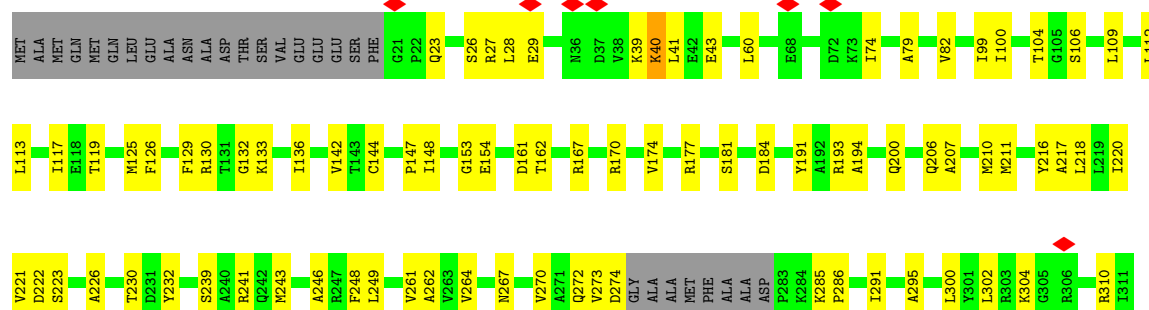 MET ALA MET GLN MET GLN LEU GLU ALA ASN ALA ASP THR SER VAL GLU GLU GLU SER PHE G21 P22 Q23 S26 R27 L28 E29 N36 D37 V38 K39 K40 L41 E42 E43 L60 E68 D72 K73 I74 A79 V82 I99 I100 T104 G105 S106 L109 L112
L113 I117 E118 T119 M125 F126 F129 R130 T131 G132 K133 I136 V142 T143 C144 P147 I148 G153 E154 D161 T162 R167 R170 V174 R177 S181 D184 Y191 A192 R193 A194 Q200 Q206 A207 M210 M211 Y216 A217 L218 L219 I220
V221 D222 S223 A226 T230 D231 Y232 S239 A240 R241 Q242 M243 A246 R247 F248 L249 V261 A262 V263 V264 N267 V270 A271 Q272 V273 D274 GLY ALA ALA MET PHE ALA ALA ASP P283 K284 K285 P286 I291 A295 L300 Y301 L302 R303 K304 G305 R306 R310 I311